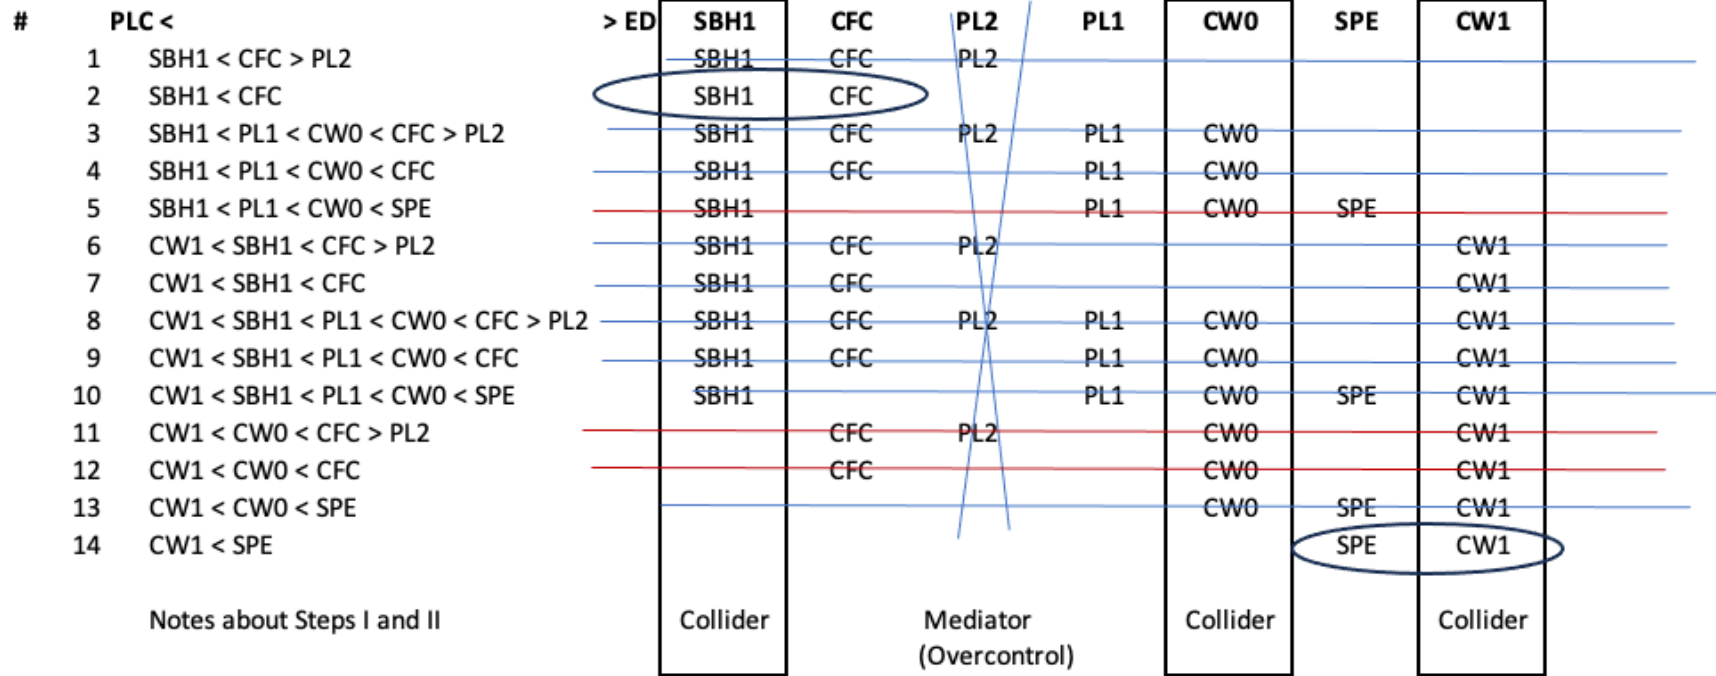 # PLC < > ED SBH1 CFC PL2 PL1 CW0 SPE CW1
1 SBH1 < CFC > PL2 SBH1 CFC PL2
2 SBH1 < CFC SBH1 CFC
3 SBH1 < PL1 < CW0 < CFC > PL2 SBH1 CFC PL2 PL1 CW0
4 SBH1 < PL1 < CW0 < CFC SBH1 CFC PL1 CW0
5 SBH1 < PL1 < CW0 < SPE SBH1 PL1 CW0 SPE
6 CW1 < SBH1 < CFC > PL2 SBH1 CFC PL2 CW1
7 CW1 < SBH1 < CFC SBH1 CFC CW1
8 CW1 < SBH1 < PL1 < CW0 < CFC > PL2 SBH1 CFC PL2 PL1 CW0 CW1
9 CW1 < SBH1 < PL1 < CW0 < CFC SBH1 CFC PL1 CW0 CW1
10 CW1 < SBH1 < PL1 < CW0 < SPE SBH1 PL1 CW0 SPE CW1
11 CW1 < CW0 < CFC > PL2 CFC PL2 CW0 CW1
12 CW1 < CW0 < CFC CFC CW0 CW1
13 CW1 < CW0 < SPE CW0 SPE CW1
14 CW1 < SPE SPE CW1
Notes about Steps I and II Collider Mediator Collider Collider
(Overcontrol)